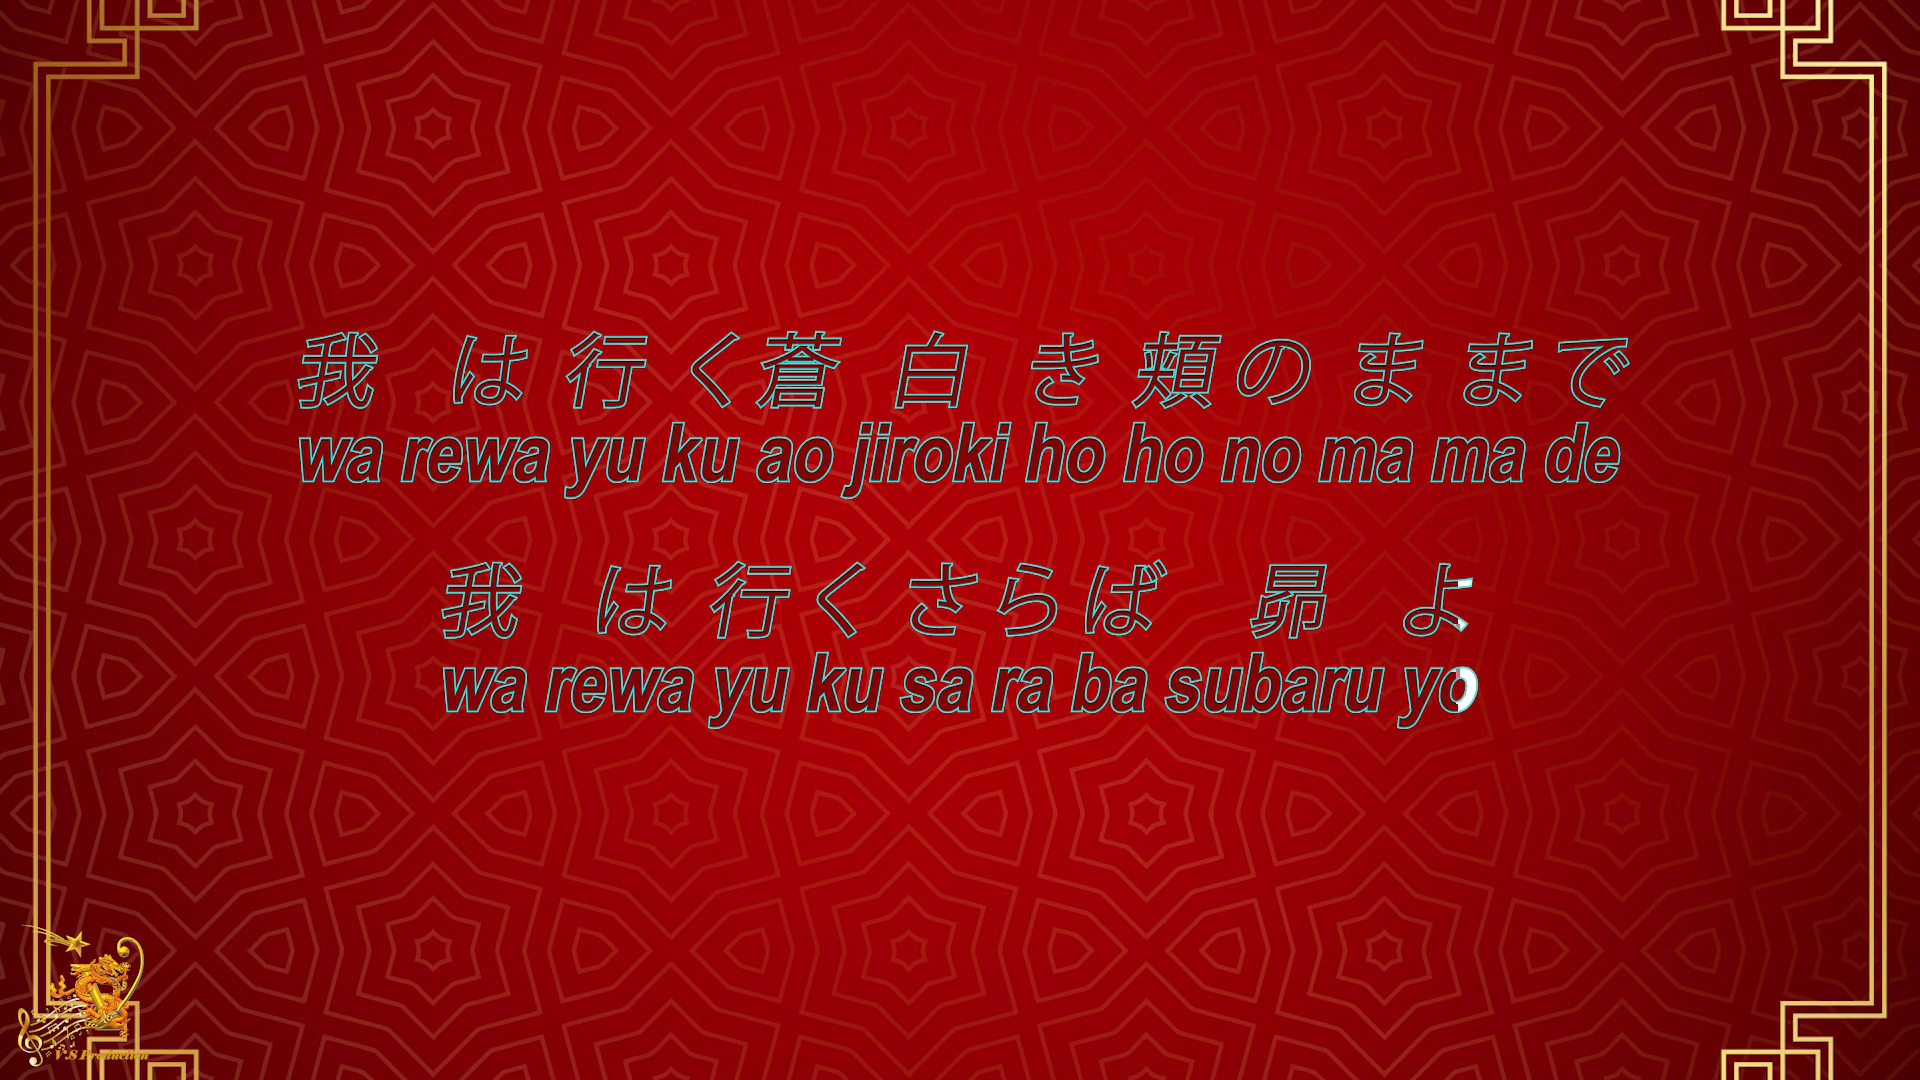 我 は 行 く蒼 白 き 頬の ま まで
wa rewa yu ku ao jiroki ho ho no ma ma de
我 は 行くさらば 昴 よ
wa rewa yu ku sa ra ba subaru yo
V.S Production